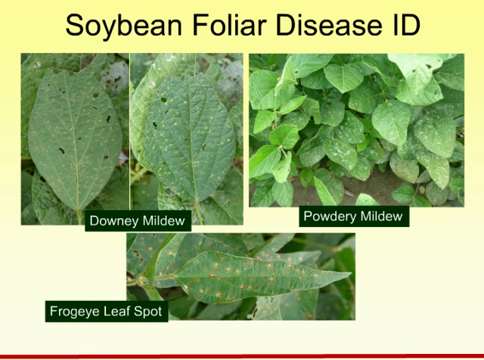 Soybean Foliar Disease ID
Downey Mildew
Powdery Mildew
Frogeye Leaf Spot